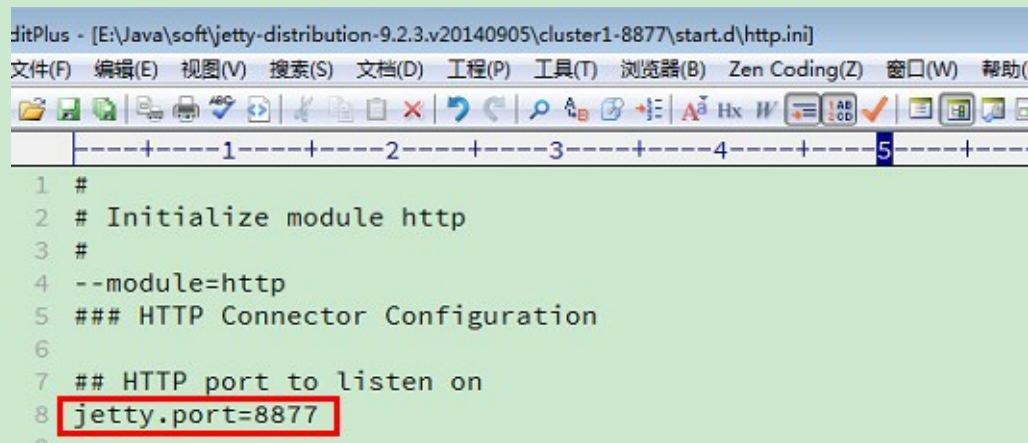 ditPlus - [E:\Java\soft\jetty-distribution-9.2.3.v20140905\cluster1-8877\start.d\http.ini]
文件(F) 编辑(E) 视图(V) 搜索(S) 文档(D) 工程(P) 工具(T) 浏览器(B) Zen Coding(Z) 窗口(W) 帮助(
----+----1----+----2----+----3----+----4----+----5----+---
1 #
2 # Initialize module http
3 #
4 --module=http
5 ### HTTP Connector Configuration
6
7 ## HTTP port to listen on
8 jetty.port=8877